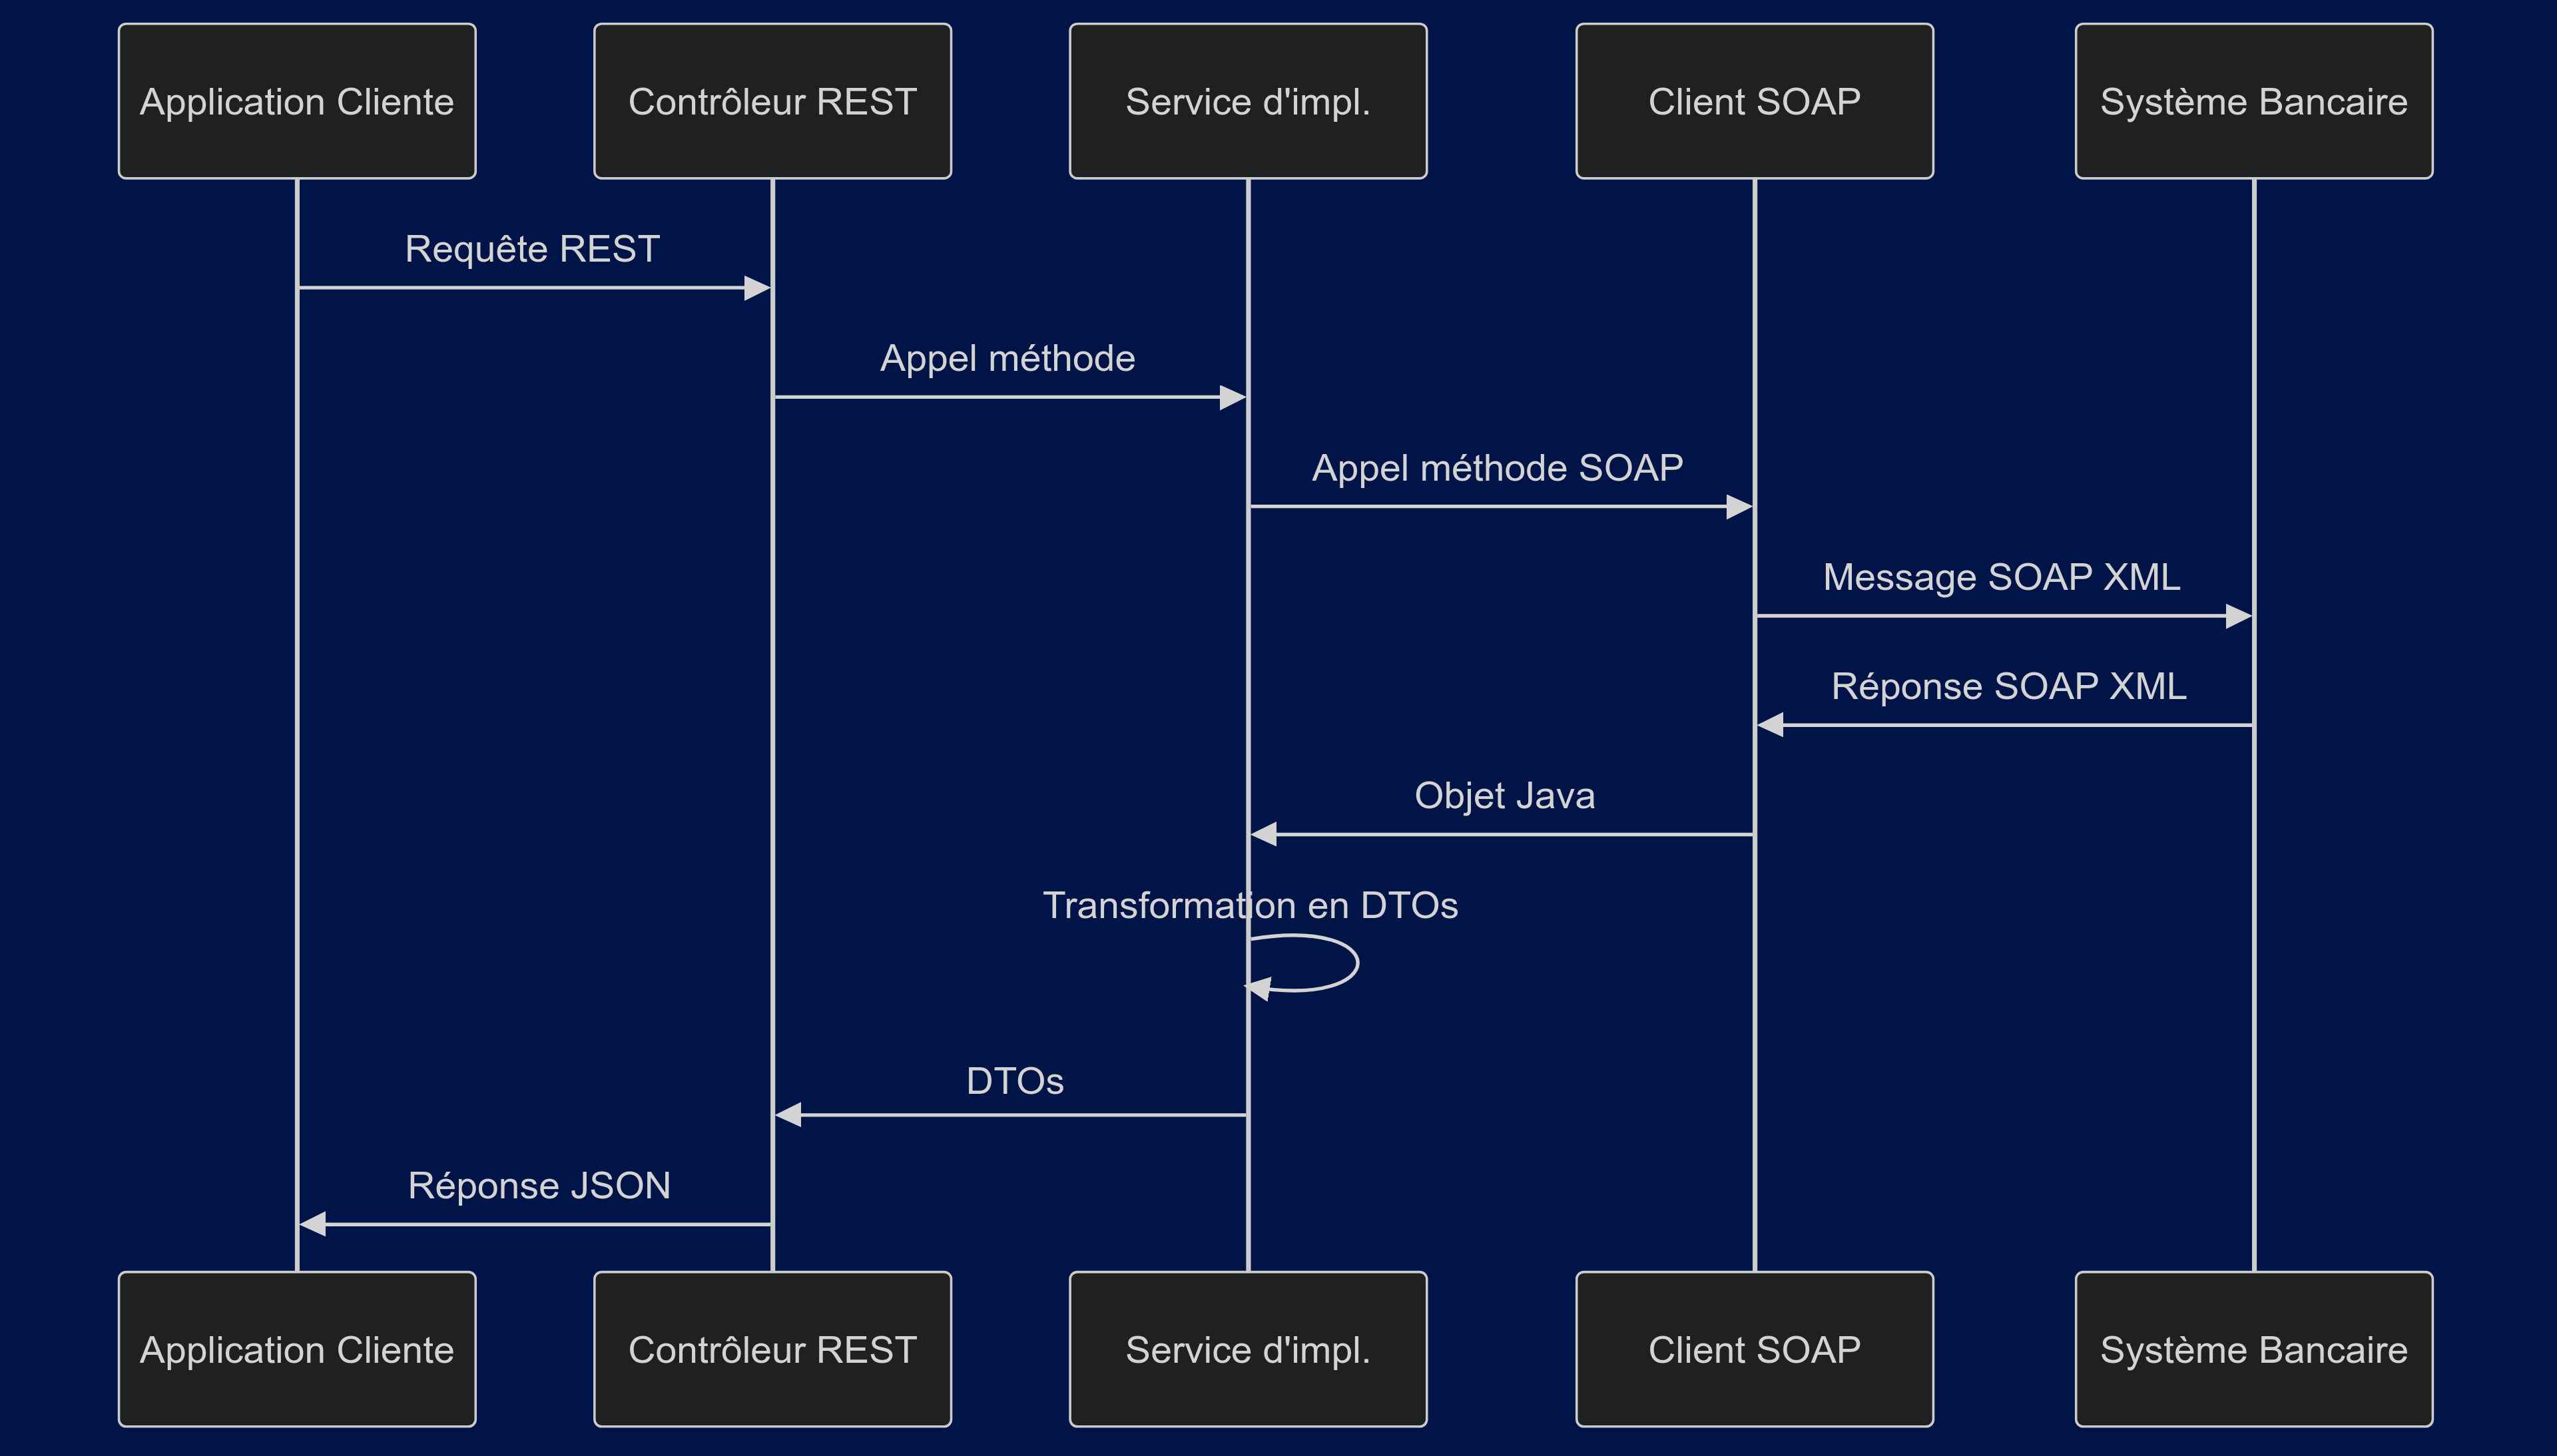 Application Cliente
Contrôleur REST
Service d'impl.
Client SOAP
Système Bancaire
Requête REST
Appel méthode
Appel méthode SOAP
Message SOAP XML
Réponse SOAP XML
Objet Java
Transformation en DTOs
DTOs
Réponse JSON
Application Cliente
Contrôleur REST
Service d'impl.
Client SOAP
Système Bancaire